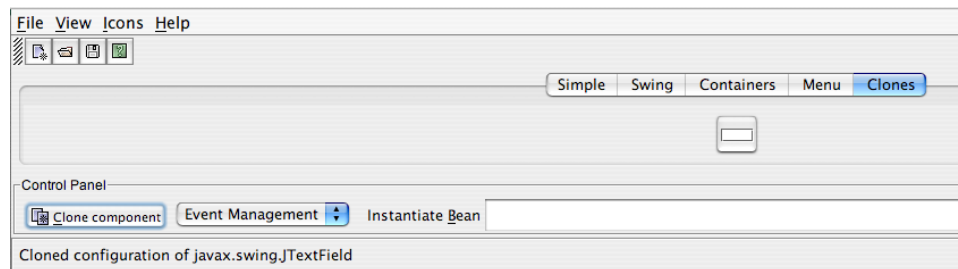 File View Icons Help
Simple Swing Containers Menu Clones
Control Panel
Clone component Event Management Instantiate Bean
Cloned configuration of javax.swing.JTextField